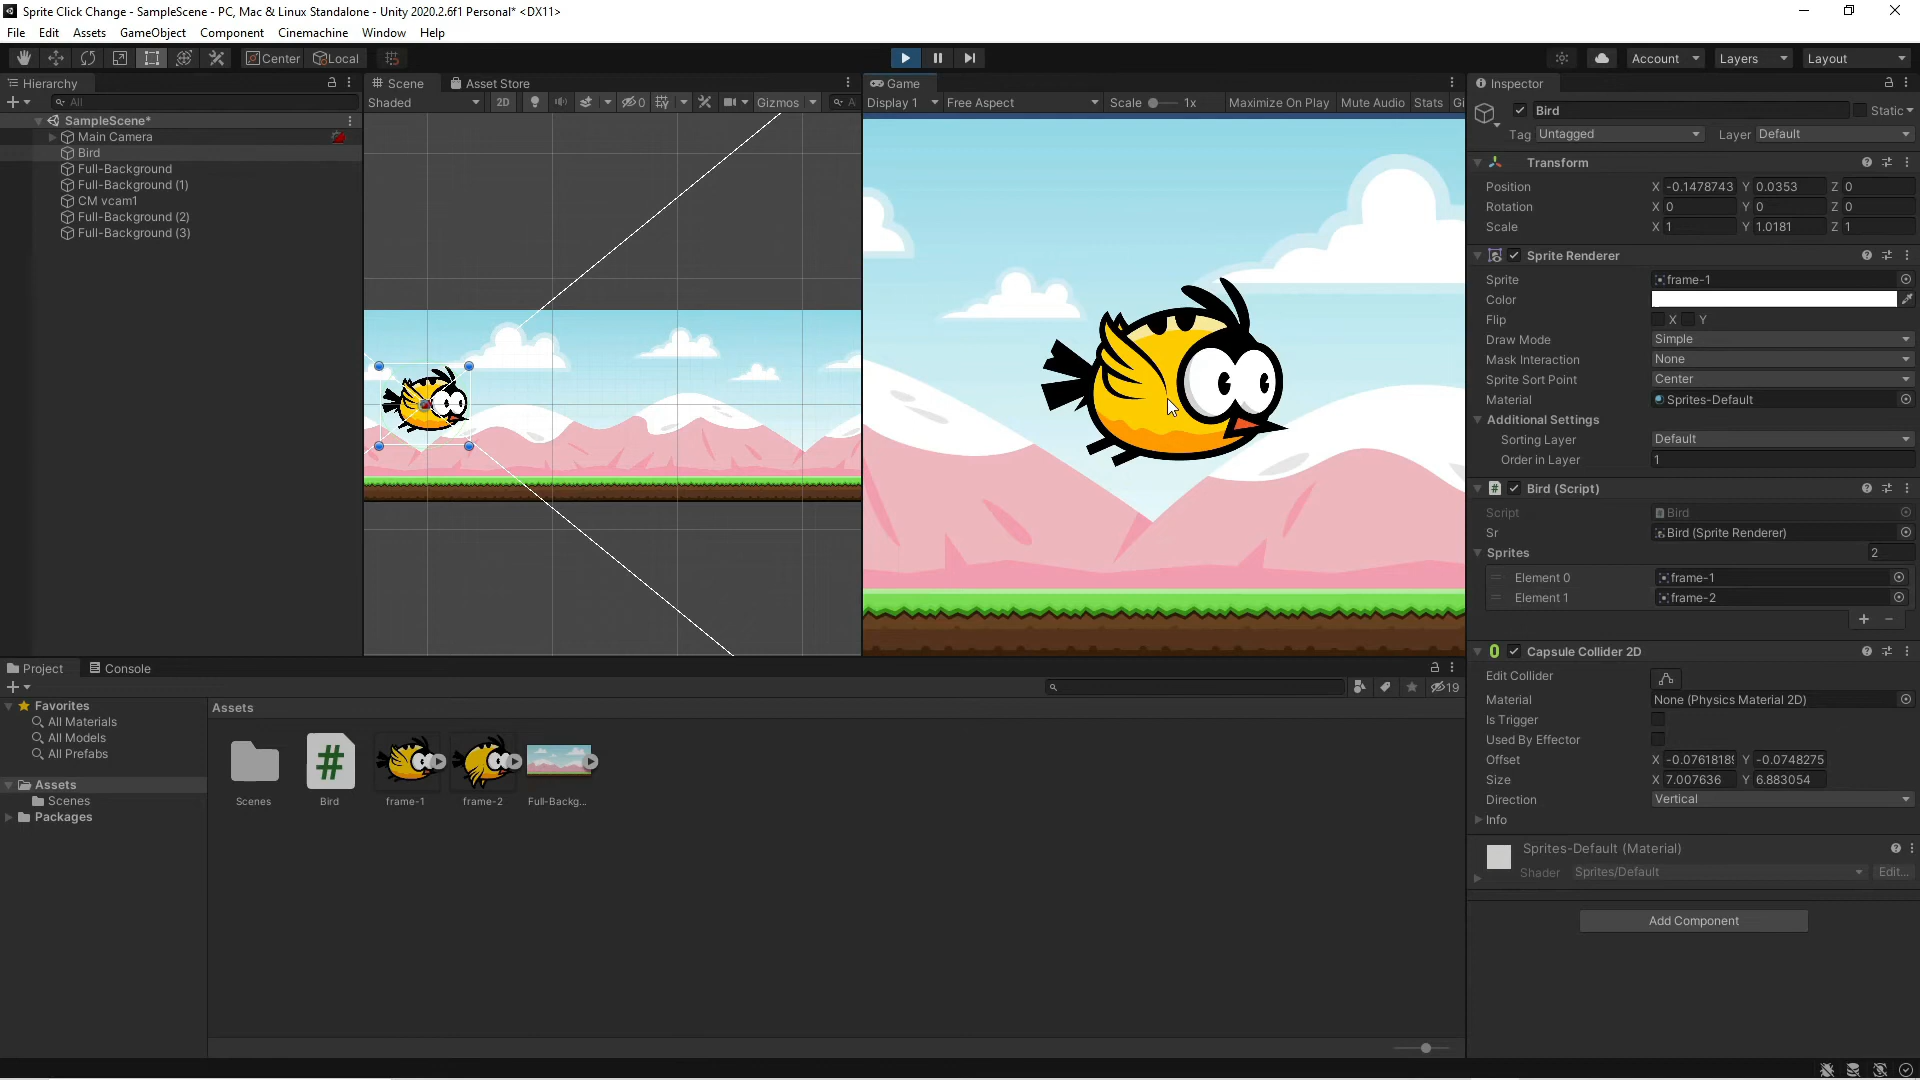 Sprite Click Change - SampleScene - PC, Mac & Linux Standalone - Unity 2020.2.6f1 Personal* <DX11>
File Edit Assets GameObject Component Cinemachine Window Help
Center Local Account Layers Layout
Hierarchy
All
SampleScene*
Main Camera
Bird
Full-Background
Full-Background (1)
CM vcam1
Full-Background (2)
Full-Background (3)
Scene Asset Store
Shaded 2D 0 Gizmos A
Game
Display 1 Free Aspect Scale 1x Maximize On Play Mute Audio Stats Gi
Inspector
Bird Static
Tag Untagged Layer Default
Transform
Position X -0.1478743 Y 0.0353 Z 0
Rotation X 0 Y 0 Z 0
Scale X 1 Y 1.0181 Z 1
Sprite Renderer
Sprite frame-1
Color
Flip X Y
Draw Mode Simple
Mask Interaction None
Sprite Sort Point Center
Material Sprites-Default
Additional Settings
Sorting Layer Default
Order in Layer 1
# Bird (Script)
Script Bird
Sr Bird (Sprite Renderer)
Sprites 2
Element 0 frame-1
Element 1 frame-2
+ -
Capsule Collider 2D
Edit Collider
Material None (Physics Material 2D)
Is Trigger
Used By Effector
Offset X -0.0761818 Y -0.0748275
Size X 7.007636 Y 6.883054
Direction Vertical
Info
Sprites-Default (Material)
Shader Sprites/Default Edit...
Add Component
Project Console
19
Favorites
All Materials
All Models
All Prefabs
Assets
Scenes
Packages
Assets
#
Scenes Bird frame-1 frame-2 Full-Backg...